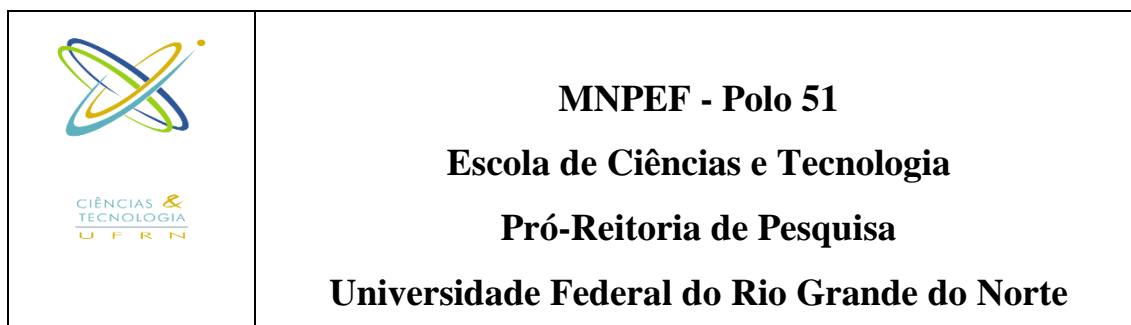 CIÊNCIAS &
TECNOLOGIA
UFRN
MNPEF - Polo 51
Escola de Ciências e Tecnologia
Pró-Reitoria de Pesquisa
Universidade Federal do Rio Grande do Norte